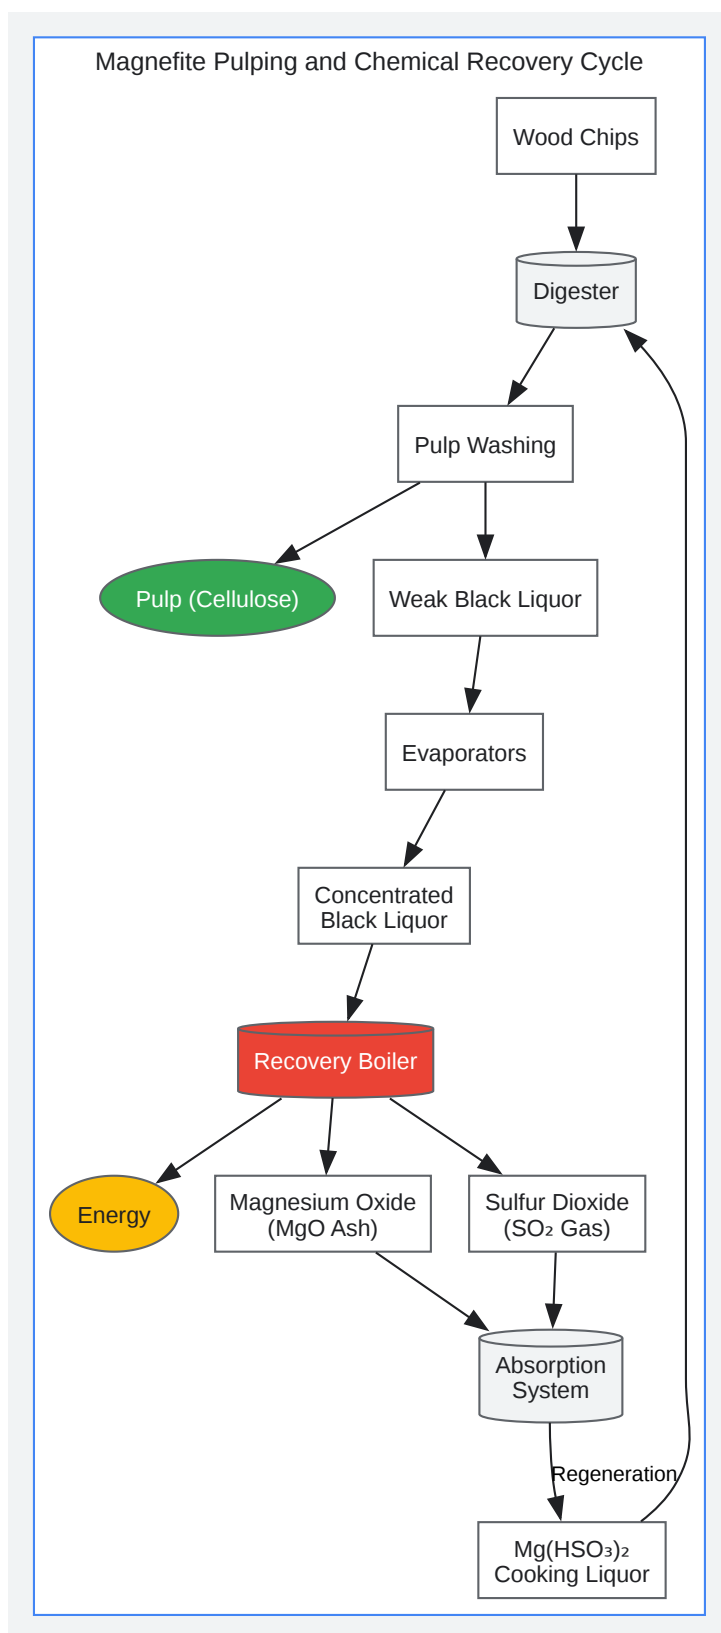 Magnefite Pulping and Chemical Recovery Cycle
Wood Chips
Digester
Pulp Washing
Pulp (Cellulose)
Weak Black Liquor
Evaporators
Concentrated
Black Liquor
Recovery Boiler
Energy
Magnesium Oxide
(MgO Ash)
Sulfur Dioxide
(SO₂ Gas)
Absorption
System
Regeneration
Mg(HSO₃)₂
Cooking Liquor